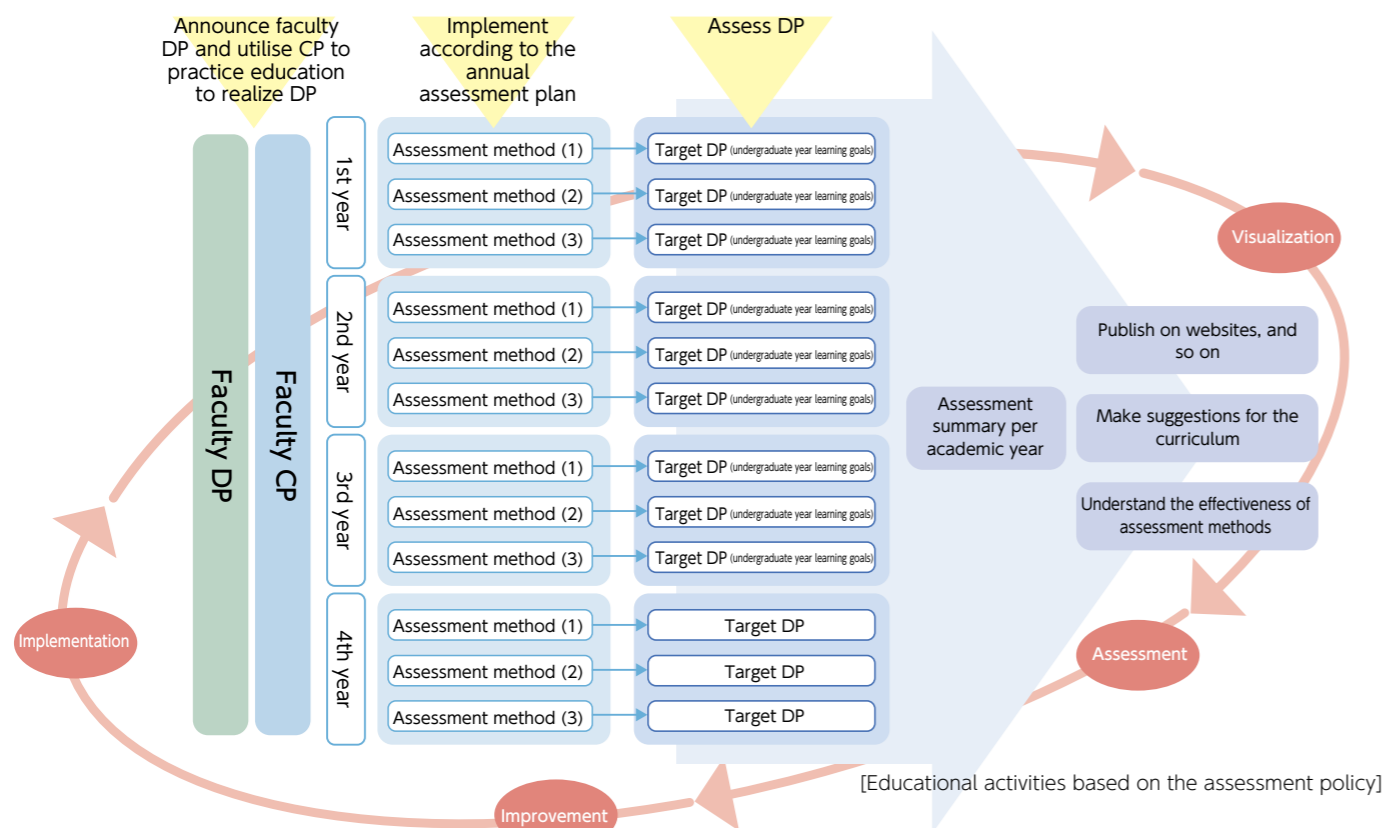 Announce faculty
DP and utilise CP to
practice education
to realize DP
Implement
according to the
annual
assessment plan
Assess DP
Faculty DP
Faculty CP
1st year
Assessment method (1)
Target DP (undergraduate year learning goals)
Assessment method (2)
Target DP (undergraduate year learning goals)
Assessment method (3)
Target DP (undergraduate year learning goals)
2nd year
Assessment method (1)
Target DP (undergraduate year learning goals)
Assessment method (2)
Target DP (undergraduate year learning goals)
Assessment method (3)
Target DP (undergraduate year learning goals)
3rd year
Assessment method (1)
Target DP (undergraduate year learning goals)
Assessment method (2)
Target DP (undergraduate year learning goals)
Assessment method (3)
Target DP (undergraduate year learning goals)
4th year
Assessment method (1)
Target DP
Assessment method (2)
Target DP
Assessment method (3)
Target DP
Assessment
summary per
academic year
Publish on websites, and
so on
Make suggestions for the
curriculum
Understand the effectiveness of
assessment methods
Visualization
Assessment
Improvement
Implementation
[Educational activities based on the assessment policy]